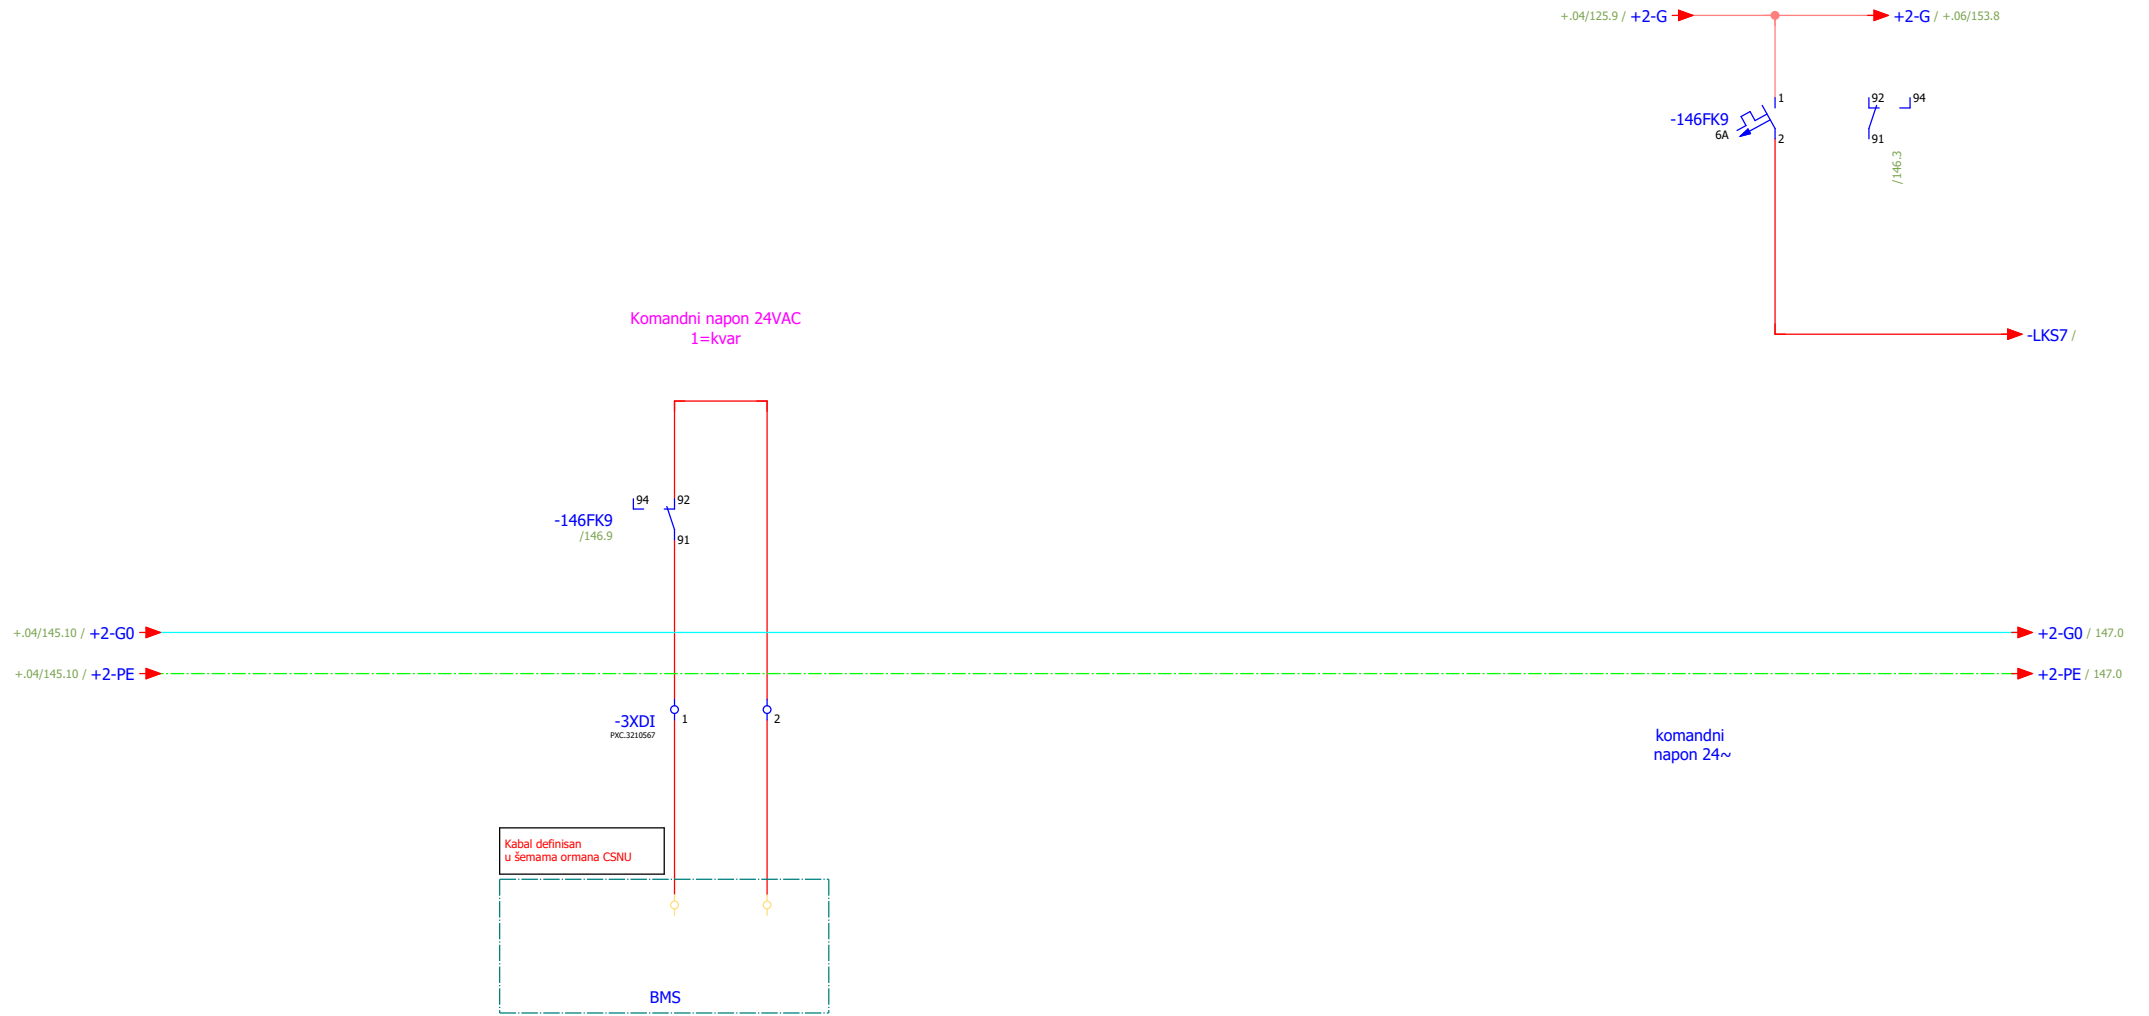 +.04/125.9 / +2-G
+2-G / +.06/153.8
1
92
94
-146FK9
6A
2
91
/146.3
Komandni napon 24VAC
1=kvar
-LKS7 /
94
92
-146FK9
/146.9
91
+.04/145.10 / +2-G0
+2-G0 / 147.0
+.04/145.10 / +2-PE
+2-PE / 147.0
-3XDI
1
2
PXC.3210567
komandni
napon 24~
Kabal definisan
u šemama ormana CSNU
BMS